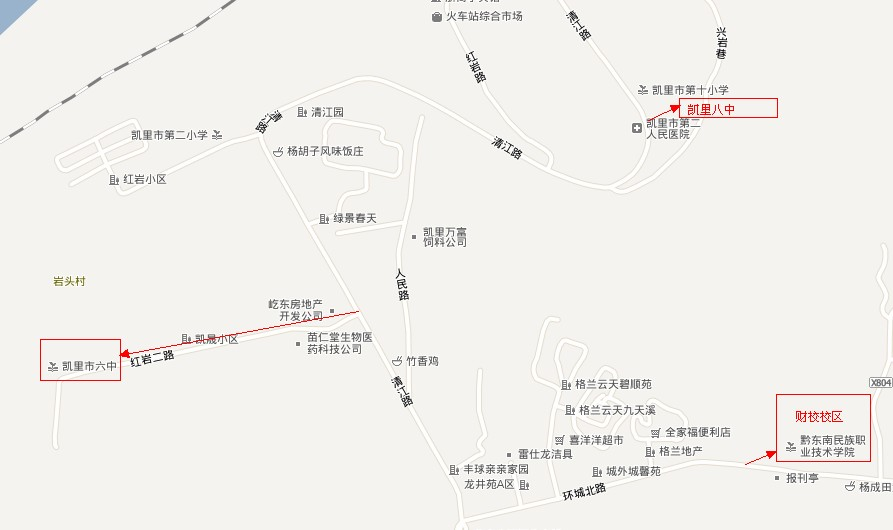 火车站综合市场
清江路
兴岩巷
红岩路
凯里市第十小学
凯里八中
凯里市第二
人民医院
清江园
清江路
凯里市第二小学
杨胡子风味饭庄
清江路
红岩小区
绿景春天
凯里万富
饲料公司
岩头村
人民路
屹东房地产
开发公司
凯晟小区
苗仁堂生物医
药科技公司
红岩二路
凯里市六中
竹香鸡
清江路
格兰云天碧顺苑
X804
格兰云天九天溪
财校校区
全家福便利店
喜洋洋超市
黔东南民族职
业技术学院
格兰地产
雷仕龙洁具
丰球亲亲家园
城外城馨苑
龙井苑A区
报刊亭
环城北路
杨成田